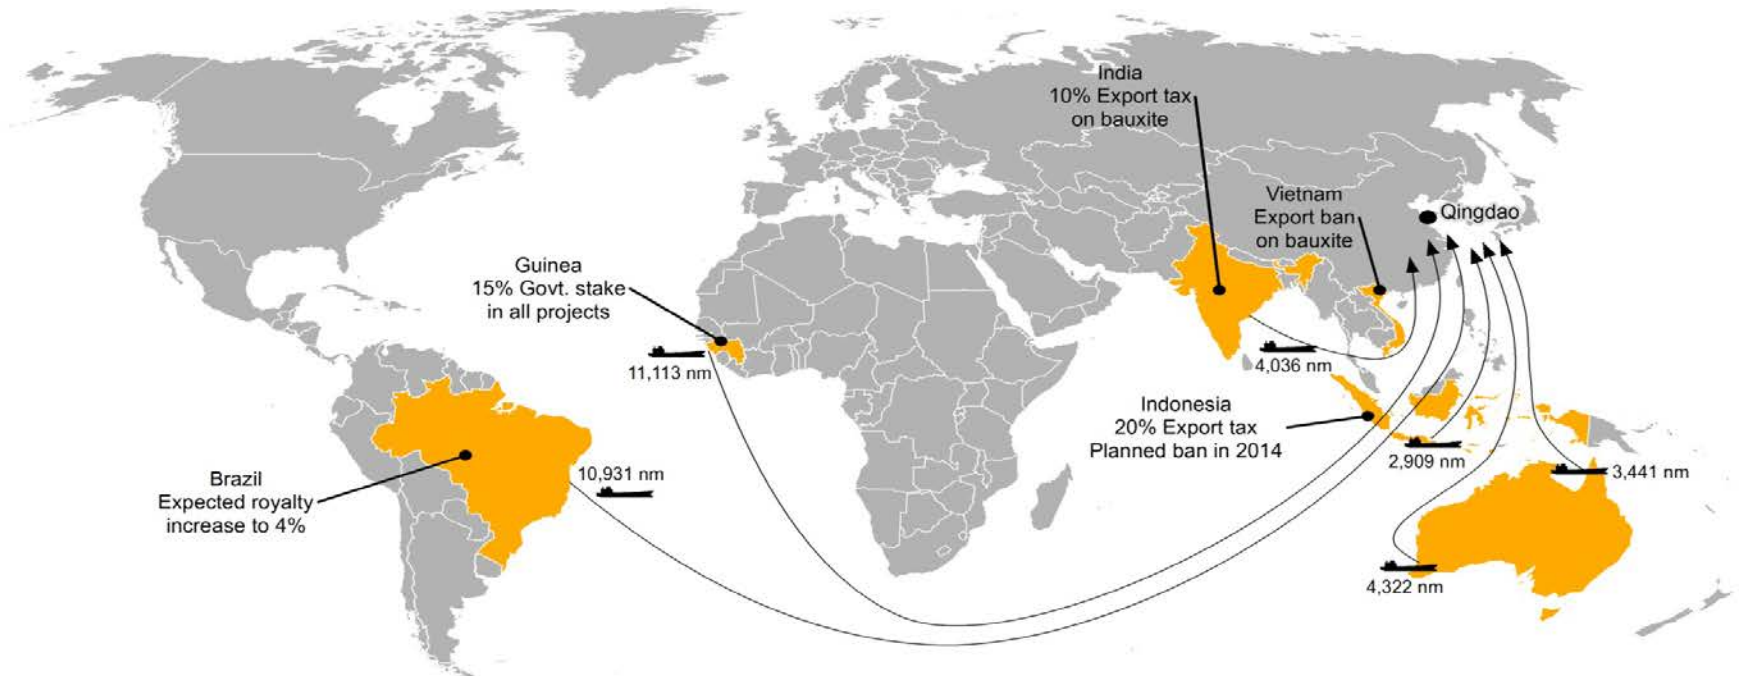 India
10% Export tax
on bauxite
Vietnam
Export ban
on bauxite
Qingdao
Guinea
15% Govt. stake
in all projects
11,113 nm
4,036 nm
Indonesia
20% Export tax
Planned ban in 2014
2,909 nm
3,441 nm
Brazil
Expected royalty
increase to 4%
10,931 nm
4,322 nm